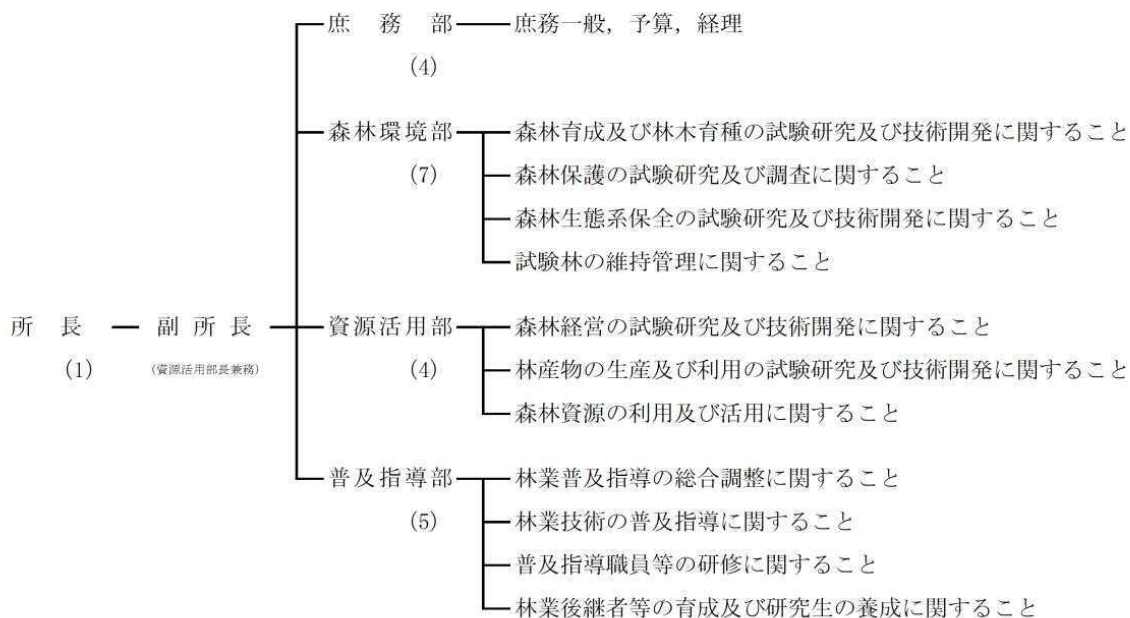 庶務部 庶務一般，予算，経理
(4)
森林環境部 森林育成及び林木育種の試験研究及び技術開発に関すること
(7) 森林保護の試験研究及び調査に関すること
森林生態系保全の試験研究及び技術開発に関すること
試験林の維持管理に関すること
所長 副所長 資源活用部 森林経営の試験研究及び技術開発に関すること
(1) (資源活用部長兼務) (4) 林産物の生産及び利用の試験研究及び技術開発に関すること
森林資源の利用及び活用に関すること
普及指導部 林業普及指導の総合調整に関すること
(5) 林業技術の普及指導に関すること
普及指導職員等の研修に関すること
林業後継者等の育成及び研究生の養成に関すること